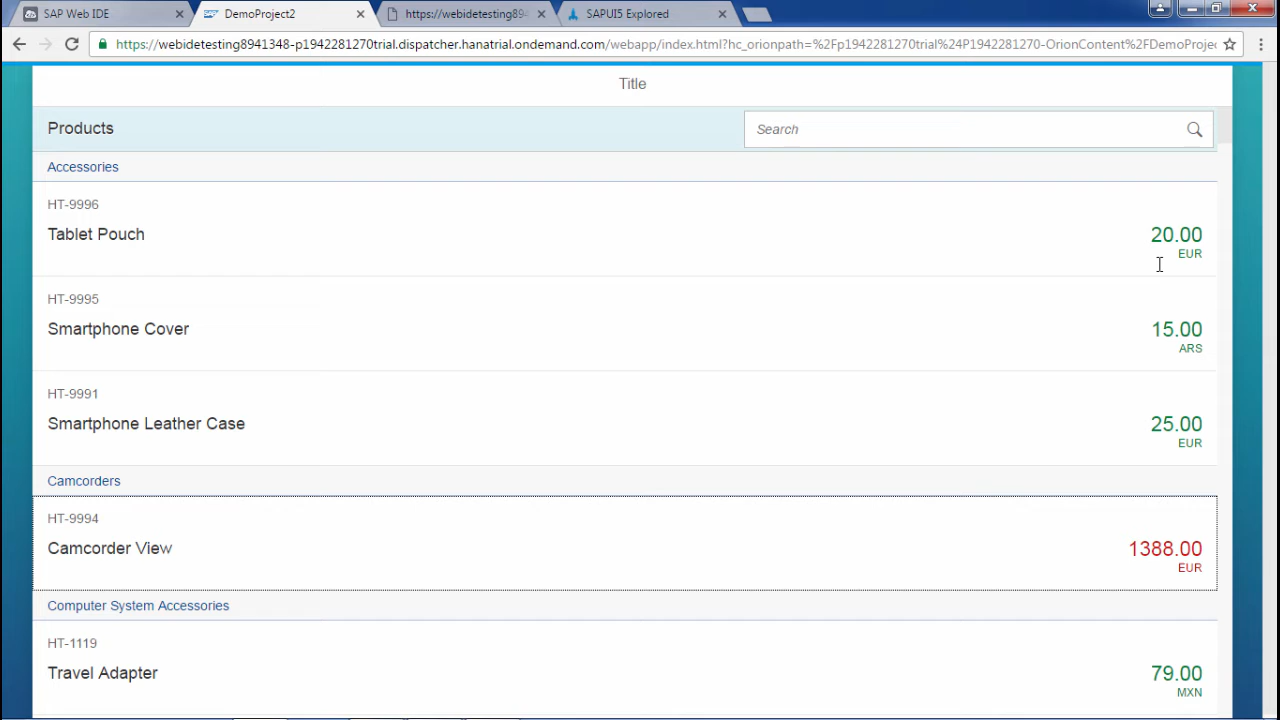 SAP Web IDE
DemoProject2
https://webidetesting894
SAPUI5 Explored
https://webidetesting8941348-p1942281270trial.dispatcher.hanatrial.ondemand.com/webapp/index.html?hc_orionpath=%2Fp1942281270trial%24P1942281270-OrionContent%2FDemoProjec
Title
Products
Search
Accessories
HT-9996
Tablet Pouch
20.00
EUR
HT-9995
Smartphone Cover
15.00
ARS
HT-9991
Smartphone Leather Case
25.00
EUR
Camcorders
HT-9994
Camcorder View
1388.00
EUR
Computer System Accessories
HT-1119
Travel Adapter
79.00
MXN